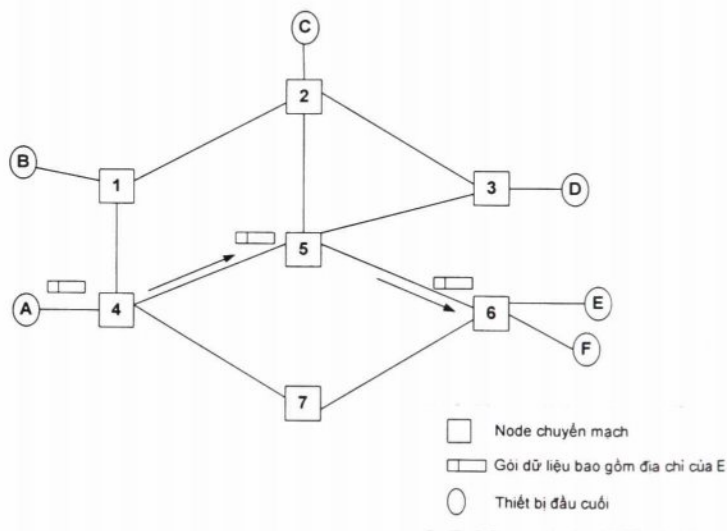 C
2
B
1
3
D
5
A
4
6
E
F
7
Node chuyển mạch
Gói dữ liệu bao gồm đia chỉ của E
Thiết bị đầu cuối